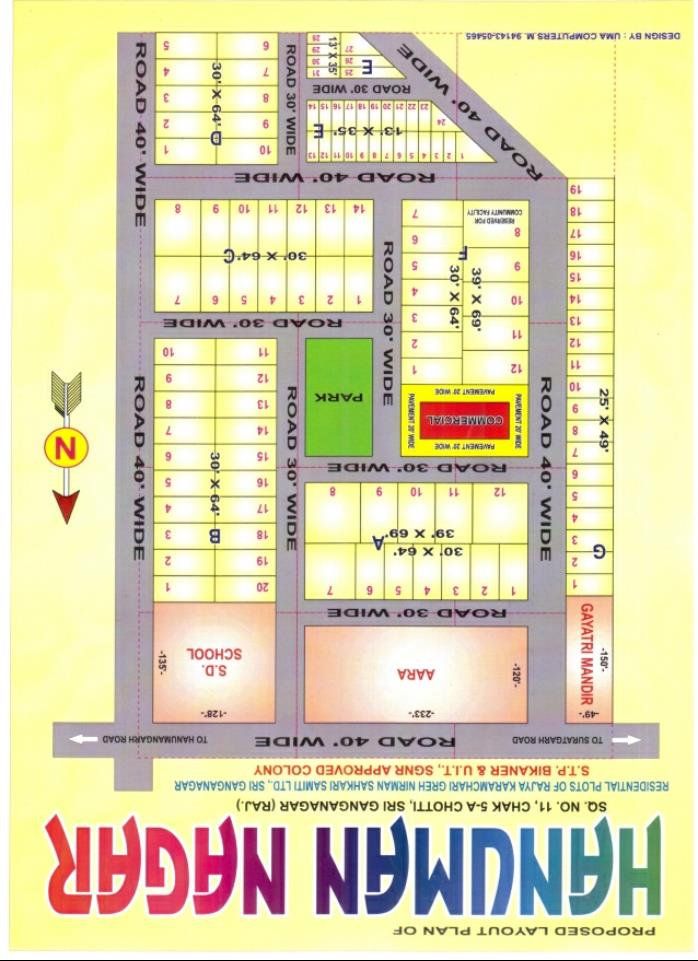 PROPOSED LAYOUT PLAN OF
HANUMAN NAGAR
SQ. NO. 11, CHAK 5-A CHOTTI, SRI GANGANAGAR (RAJ.)
RESIDENTIAL PLOTS OF RAJYA KARAMCHARI GREH NIRMAN SAMITI SAHKARI LTD., SRI GANGANAGAR
S.T.P. BIKANER & U.I.T., SGNR APPROVED COLONY
TO SURATGARH ROAD
ROAD 40' WIDE
TO HANUMANGARH ROAD
-49'-
-150'-
GAYATRI MANDIR
-233'-
-120'-
AARA
-128'-
-135'-
S.D.
SCHOOL
ROAD 30' WIDE
G
25' X 49'
1
2
3
4
5
6
7
8
9
10
11
12
13
14
15
16
17
18
19
ROAD 40' WIDE
1 2 3 4 5 6 7
30' X 64'
A
39' X 69'
12 11 10 9 8
ROAD 30' WIDE
ROAD 30' WIDE
20 1
19 2
18 3
17 4
16 5
15 6
14 7
13 8
12 9
11 10
B
30' X 64'
ROAD 40' WIDE
PAVEMENT 20' WIDE
PAVEMENT 20' WIDE
COMMERCIAL
PAVEMENT 20' WIDE
PAVEMENT 20' WIDE
PARK
N
12 1
11 2
10 3
9 4
8 5
6
7
39' X 69'
30' X 64'
F
RESERVED FOR
COMMUNITY FACILITY
ROAD 30' WIDE
ROAD 30' WIDE
1 2 3 4 5 6 7
30' X 64'
C
14 13 12 11 10 9 8
ROAD 40' WIDE
ROAD 40' WIDE
ROAD 40' WIDE
1 2 3 4 5 6 7 8 9 10 11 12 13
13' X 35'
E
24
23 22 21 20 19 18 17 16 15 14
ROAD 30' WIDE
25 31
26 30
27 29
28
E
13' X 35'
ROAD 30' WIDE
10 1
9 2
8 3
7 4
6 5
D
30' X 64'
DESIGN BY : UMA COMPUTERS M. 94143-05465